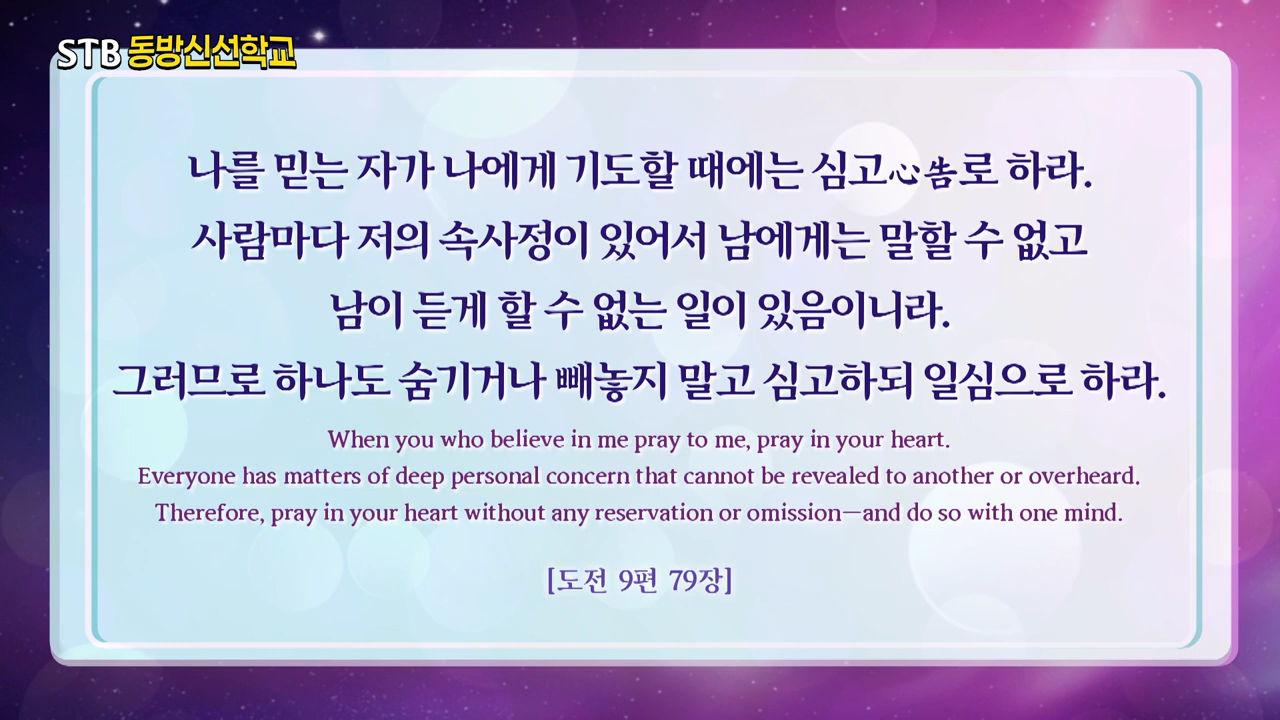 STB 동방신선학교
나를 믿는 자가 나에게 기도할 때에는 심고心告로 하라.
사람마다 저의 속사정이 있어서 남에게는 말할 수 없고
남이 듣게 할 수 없는 일이 있음이니라.
그러므로 하나도 숨기거나 빼놓지 말고 심고하되 일심으로 하라.
When you who believe in me pray to me, pray in your heart.
Everyone has matters of deep personal concern that cannot be revealed to another or overheard.
Therefore, pray in your heart without any reservation or omission—and do so with one mind.
[도전 9편 79장]